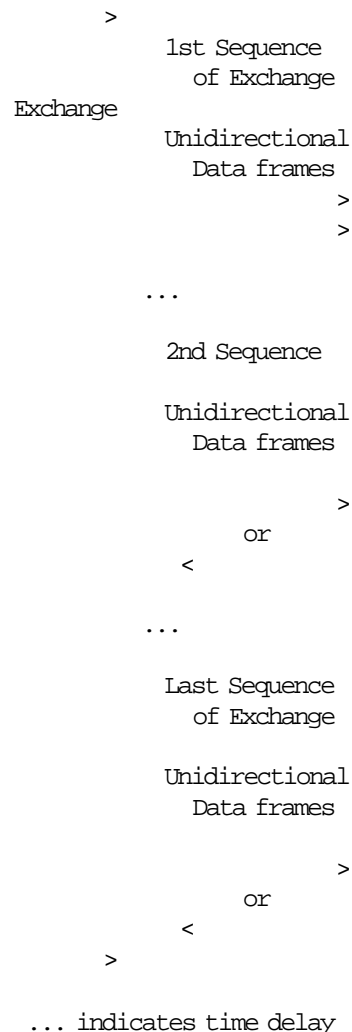 >
1st Sequence
of Exchange
Exchange
Unidirectional
Data frames
>
>
...
2nd Sequence
Unidirectional
Data frames
>
or
<
...
Last Sequence
of Exchange
Unidirectional
Data frames
>
or
<
>
... indicates time delay